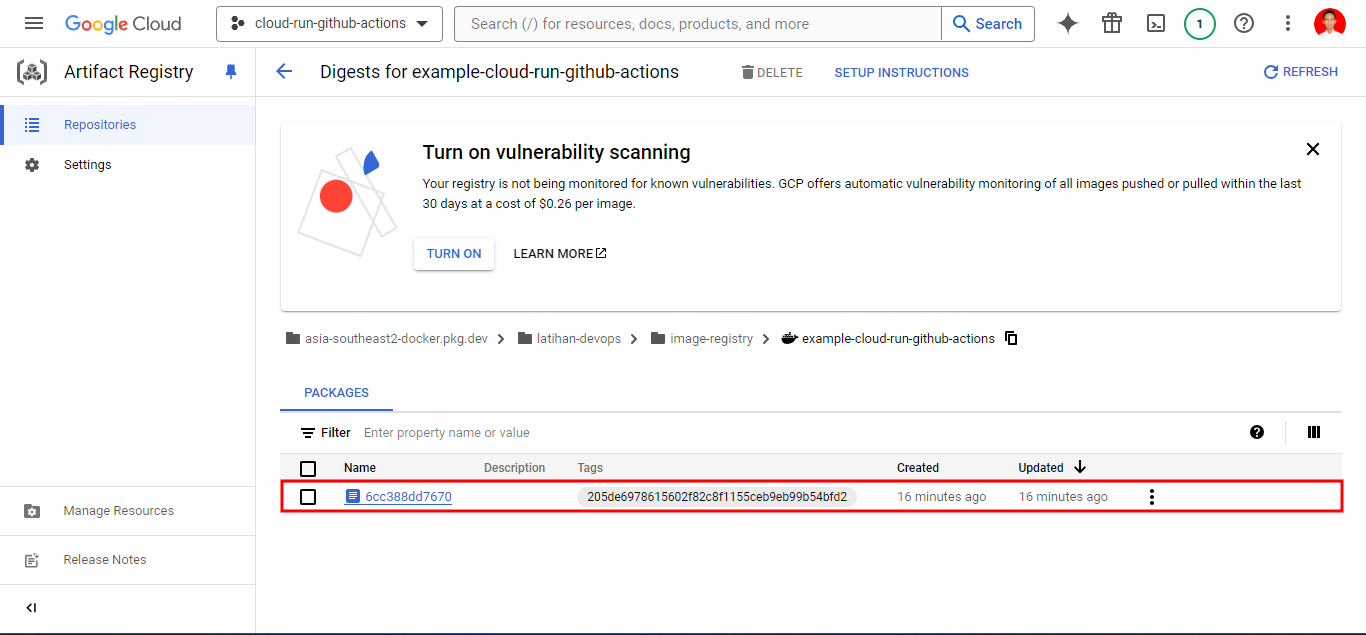 Google Cloud
cloud-run-github-actions
Search (/) for resources, docs, products, and more
Search
1
Artifact Registry
Digests for example-cloud-run-github-actions
DELETE
SETUP INSTRUCTIONS
REFRESH
Repositories
Settings
Turn on vulnerability scanning
Your registry is not being monitored for known vulnerabilities. GCP offers automatic vulnerability monitoring of all images pushed or pulled within the last
30 days at a cost of $0.26 per image.
TURN ON
LEARN MORE
asia-southeast2-docker.pkg.dev > latihan-devops > image-registry > example-cloud-run-github-actions
PACKAGES
Filter Enter property name or value
Name Description Tags Created Updated
6cc388dd7670 205de6978615602f82c8f1155ceb9eb99b54bfd2 16 minutes ago 16 minutes ago
Manage Resources
Release Notes